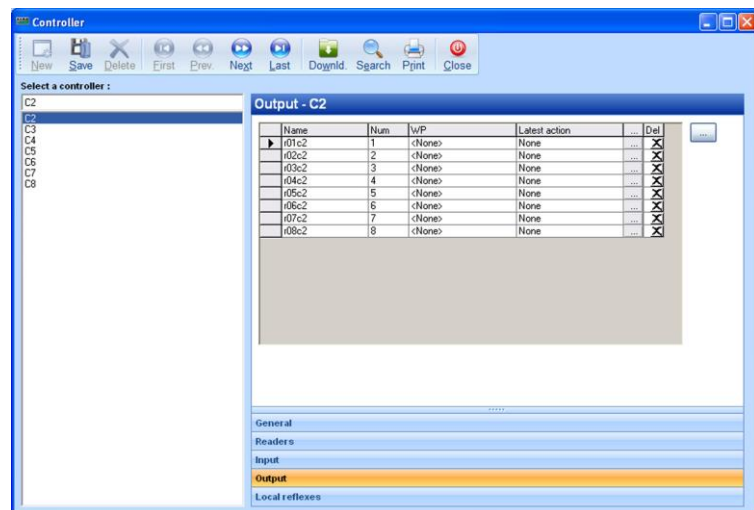 Controller
New Save Delete First Prev. Next Last Downld. Search Print Close
Select a controller :
C2
C2
C3
C4
C5
C6
C7
C8
Output - C2
Name Num WP Latest action ... Del
r01c2 1 <None> None ... X
r02c2 2 <None> None ... X
r03c2 3 <None> None ... X
r04c2 4 <None> None ... X
r05c2 5 <None> None ... X
r06c2 6 <None> None ... X
r07c2 7 <None> None ... X
r08c2 8 <None> None ... X
...
General
Readers
Input
Output
Local reflexes